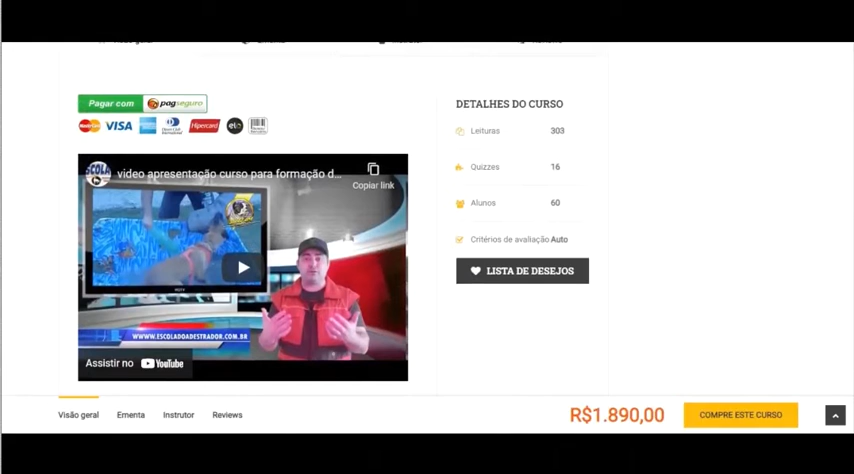 Pagar com pagseguro
MasterCard VISA Hipercard elo
DETALHES DO CURSO
Leituras 303
Quizzes 16
Alunos 60
Critérios de avaliação Auto
LISTA DE DESEJOS
video apresentação curso para formação d...
Copiar link
WWW.ESCOLADOADESTRADOR.COM.BR
Assistir no YouTube
Visão geral Ementa Instrutor Reviews
R$1.890,00
COMPRE ESTE CURSO